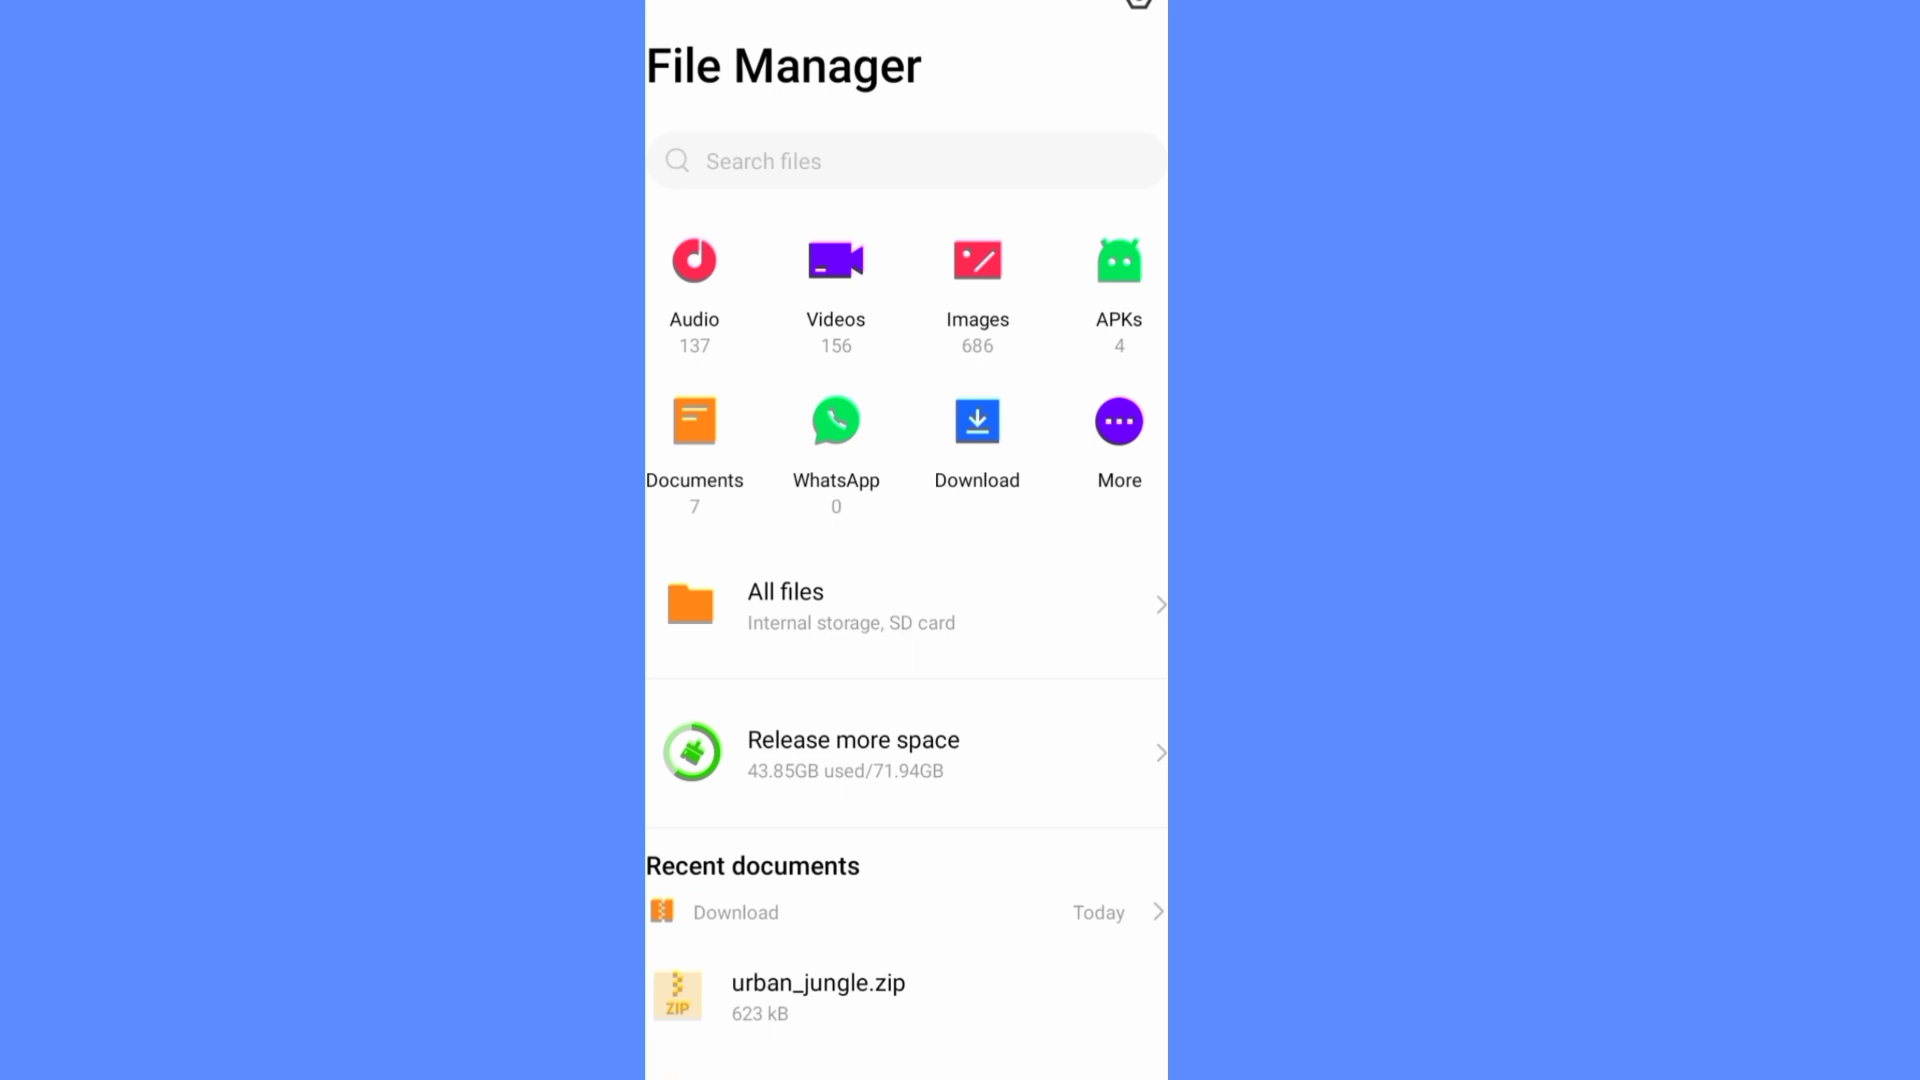 File Manager
Search files
Audio Videos Images APKs
137 156 686 4
Documents WhatsApp Download More
7 0
All files
Internal storage, SD card
Release more space
43.85GB used/71.94GB
Recent documents
Download Today
urban_jungle.zip
ZIP
623 kB